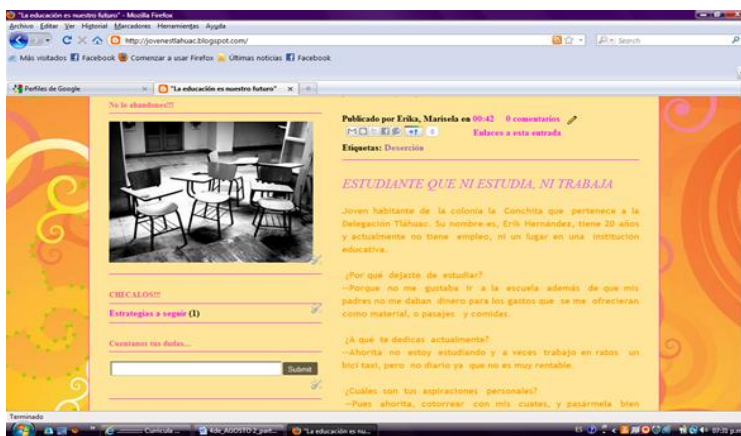 "La educación es nuestro futuro" - Mozilla Firefox
Archivo Editar Ver Historial Marcadores Herramientas Ayuda
http://jovenestlahuac.blogspot.com/
Search
Más visitados Facebook Comenzar a usar Firefox Últimas noticias Facebook
Perfiles de Google
"La educación es nuestro futuro"
No lo abandones!!!
CHECALOS!!!
Estrategias a seguir (1)
Cuentanos tus dudas...
Submit
Publicado por Erika, Marisela en 00:42 0 comentarios
Enlaces a esta entrada
Etiquetas: Deserción
ESTUDIANTE QUE NI ESTUDIA, NI TRABAJA
Joven habitante de la colonia la Conchita que pertenece a la
Delegación Tláhuac. Su nombre es, Erik Hernández, tiene 20 años
y actualmente no tiene empleo, ni un lugar en una institución
educativa.
¿Por qué dejaste de estudiar?
–Porque no me gustaba ir a la escuela además de que mis
padres no me daban dinero para los gastos que se me ofrecieran
como material, o pasajes y comidas.
¿A qué te dedicas actualmente?
–Ahorita no estoy estudiando y a veces trabajo en ratos un
bici taxi, pero no diario ya que no es muy rentable.
¿Cuáles son tus aspiraciones personales?
–Pues ahorita, cotorrear con mis cuates, y pasármela bien
Terminado
Curricula ...
4de_AGOSTO 2_part...
"La educación es nu...
ES
07:31 p.m.